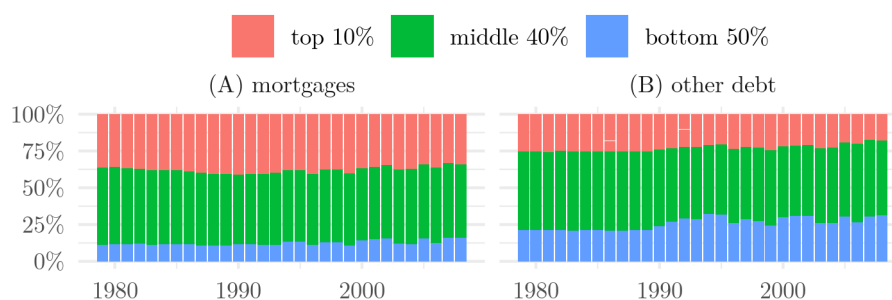 top 10% middle 40% bottom 50%
(A) mortgages (B) other debt
100%
75%
50%
25%
0%
1980 1990 2000 1980 1990 2000